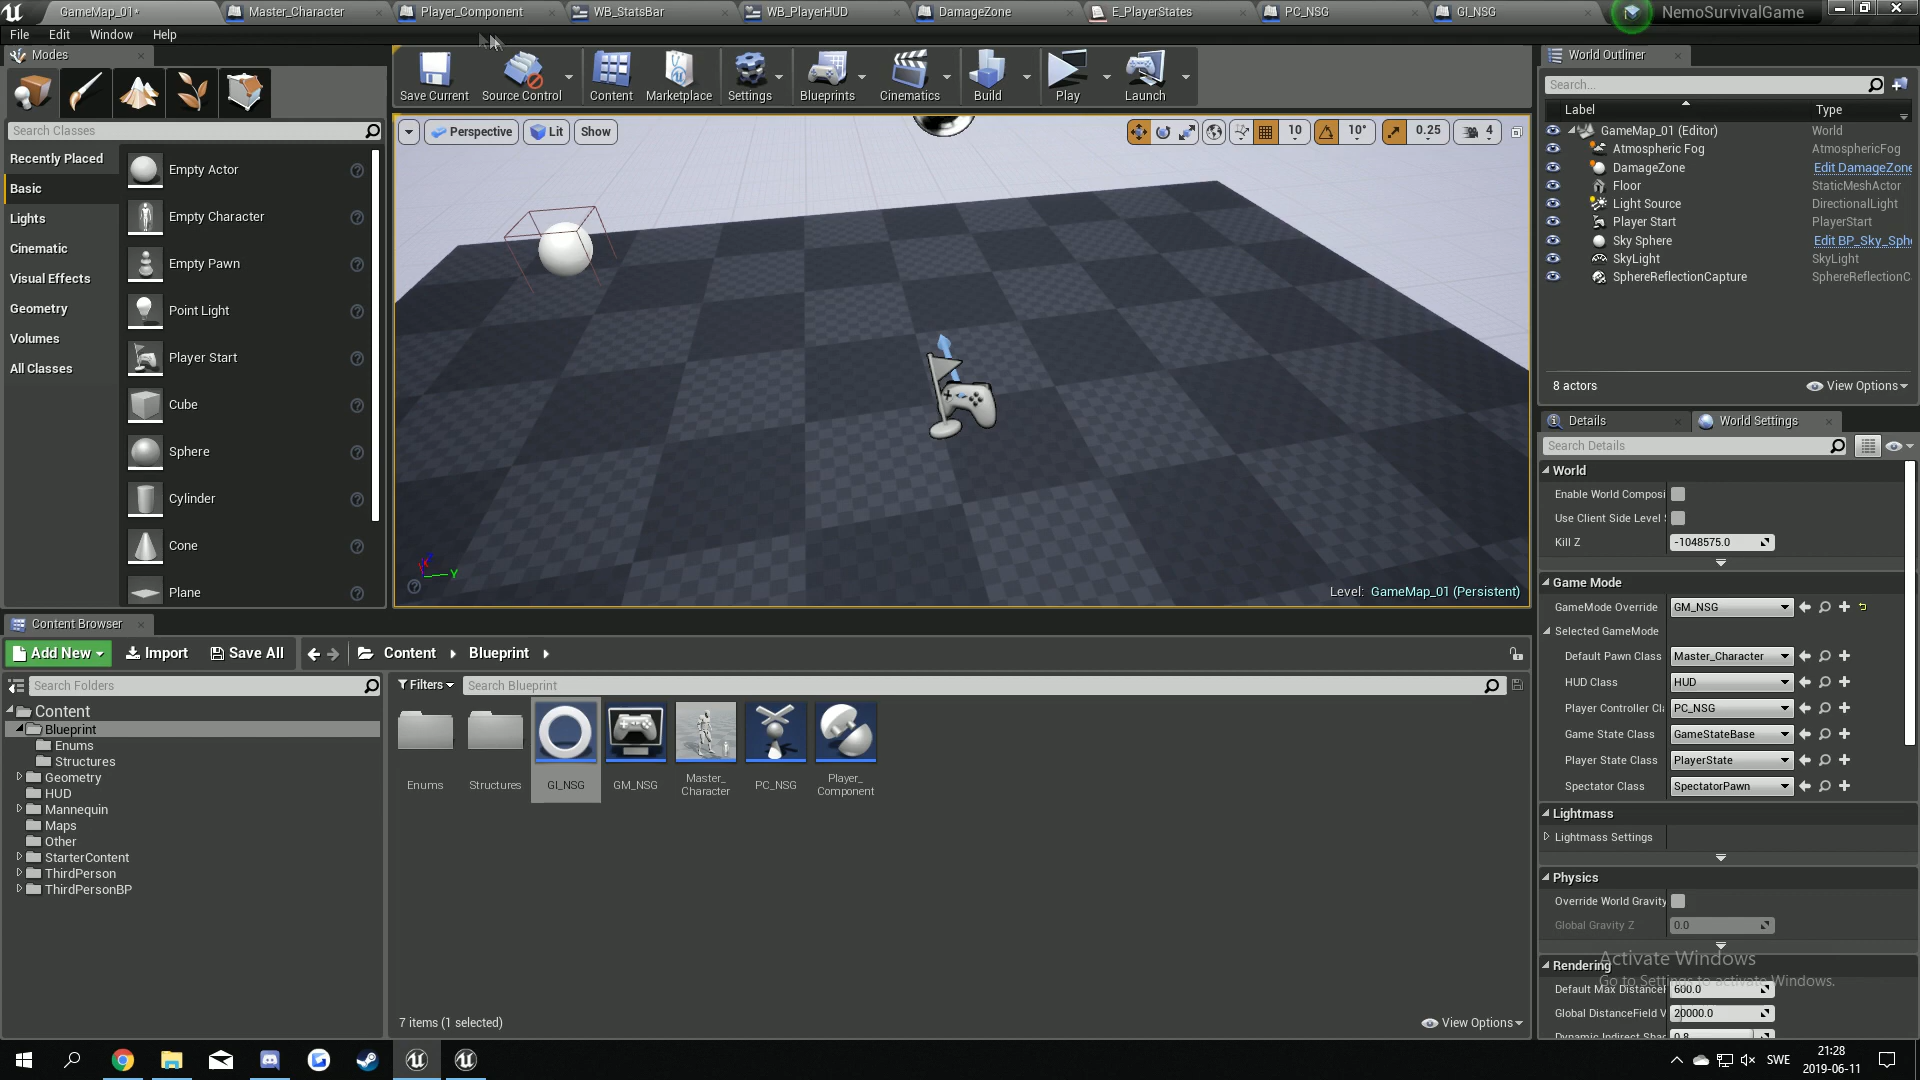 GameMap_01*
Master_Character
Player_Component
WB_StatsBar
WB_PlayerHUD
DamageZone
E_PlayerStates
PC_NSG
GI_NSG
NemoSurvivalGame
File
Edit
Window
Help
Modes
Search Classes
Recently Placed
Basic
Lights
Cinematic
Visual Effects
Geometry
Volumes
All Classes
Empty Actor
Empty Character
Empty Pawn
Point Light
Player Start
Cube
Sphere
Cylinder
Cone
Plane
Save Current
Source Control
Content
Marketplace
Settings
Blueprints
Cinematics
Build
Play
Launch
Perspective
Lit
Show
10
10°
0.25
4
Y
Level: GameMap_01 (Persistent)
World Outliner
Search...
Label
Type
GameMap_01 (Editor)
World
Atmospheric Fog
AtmosphericFog
DamageZone
Edit DamageZone
Floor
StaticMeshActor
Light Source
DirectionalLight
Player Start
PlayerStart
Sky Sphere
Edit BP_Sky_Sph
SkyLight
SkyLight
SphereReflectionCapture
SphereReflectionC
8 actors
View Options
Details
World Settings
Search Details
World
Enable World Composi
Use Client Side Level
Kill Z
-1048575.0
Game Mode
GameMode Override
GM_NSG
Selected GameMode
Default Pawn Class
Master_Character
HUD Class
HUD
Player Controller Cl
PC_NSG
Game State Class
GameStateBase
Player State Class
PlayerState
Spectator Class
SpectatorPawn
Lightmass
Lightmass Settings
Physics
Override World Gravity
Global Gravity Z
0.0
Rendering
Default Max Distance
600.0
Global DistanceField V
20000.0
Dynamic Indirect Sha
0.8
Activate Windows
Go to Settings to activate Windows.
Content Browser
Add New
Import
Save All
Content
Blueprint
Search Folders
Filters
Search Blueprint
Content
Blueprint
Enums
Structures
Geometry
HUD
Mannequin
Maps
Other
StarterContent
ThirdPerson
ThirdPersonBP
Enums
Structures
GI_NSG
GM_NSG
Master_
Character
PC_NSG
Player_
Component
7 items (1 selected)
View Options
SWE
21:28
2019-06-11